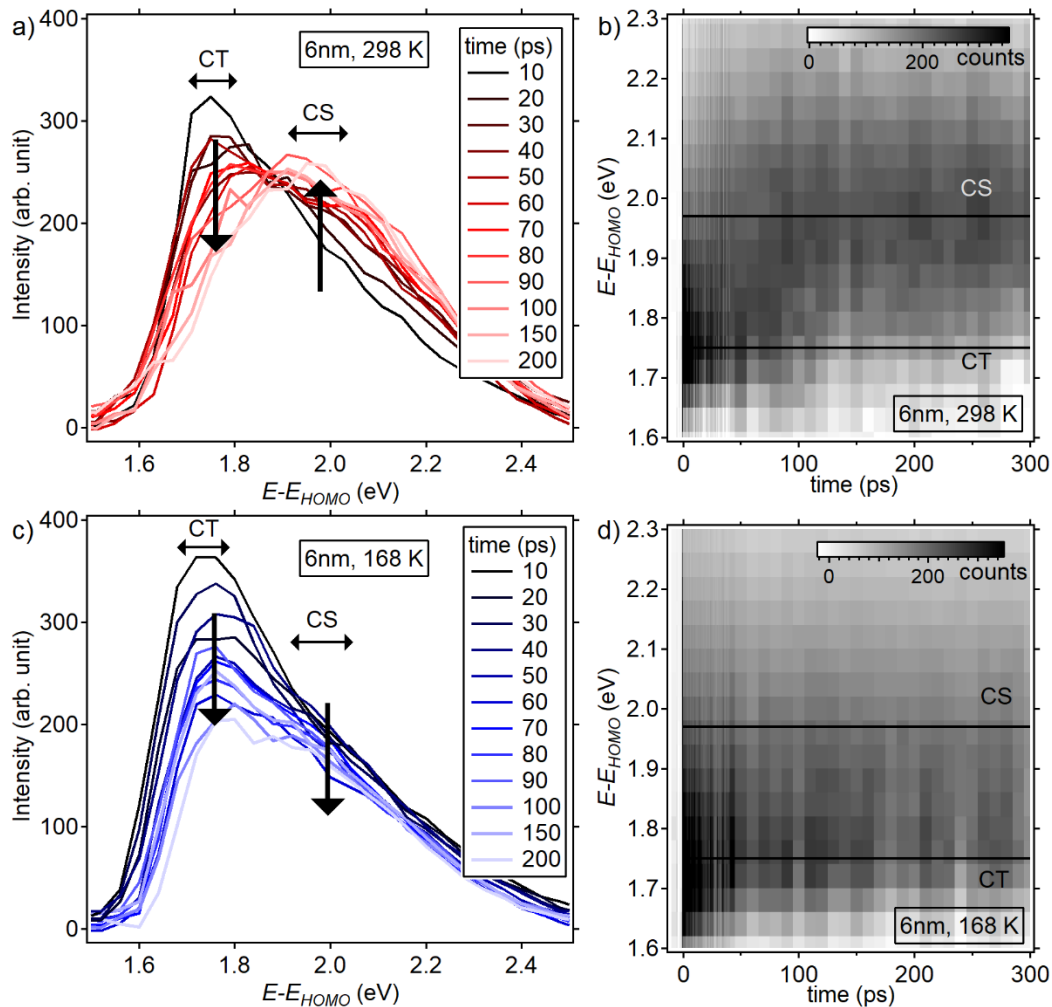 a)
400
300
200
100
0
Intensity (arb. unit)
CT
6nm, 298 K
CS
time (ps)
10
20
30
40
50
60
70
80
90
100
150
200
1.6 1.8 2.0 2.2 2.4
E-E_HOMO (eV)
b)
2.3
2.2
2.1
2.0
1.9
1.8
1.7
1.6
E-E_HOMO (eV)
0 200 counts
CS
CT
6nm, 298 K
0 100 200 300
time (ps)
c)
400
300
200
100
0
Intensity (arb. unit)
CT
6nm, 168 K
CS
time (ps)
10
20
30
40
50
60
70
80
90
100
150
200
1.6 1.8 2.0 2.2 2.4
E-E_HOMO (eV)
d)
2.3
2.2
2.1
2.0
1.9
1.8
1.7
1.6
E-E_HOMO (eV)
0 200 counts
CS
CT
6nm, 168 K
0 100 200 300
time (ps)